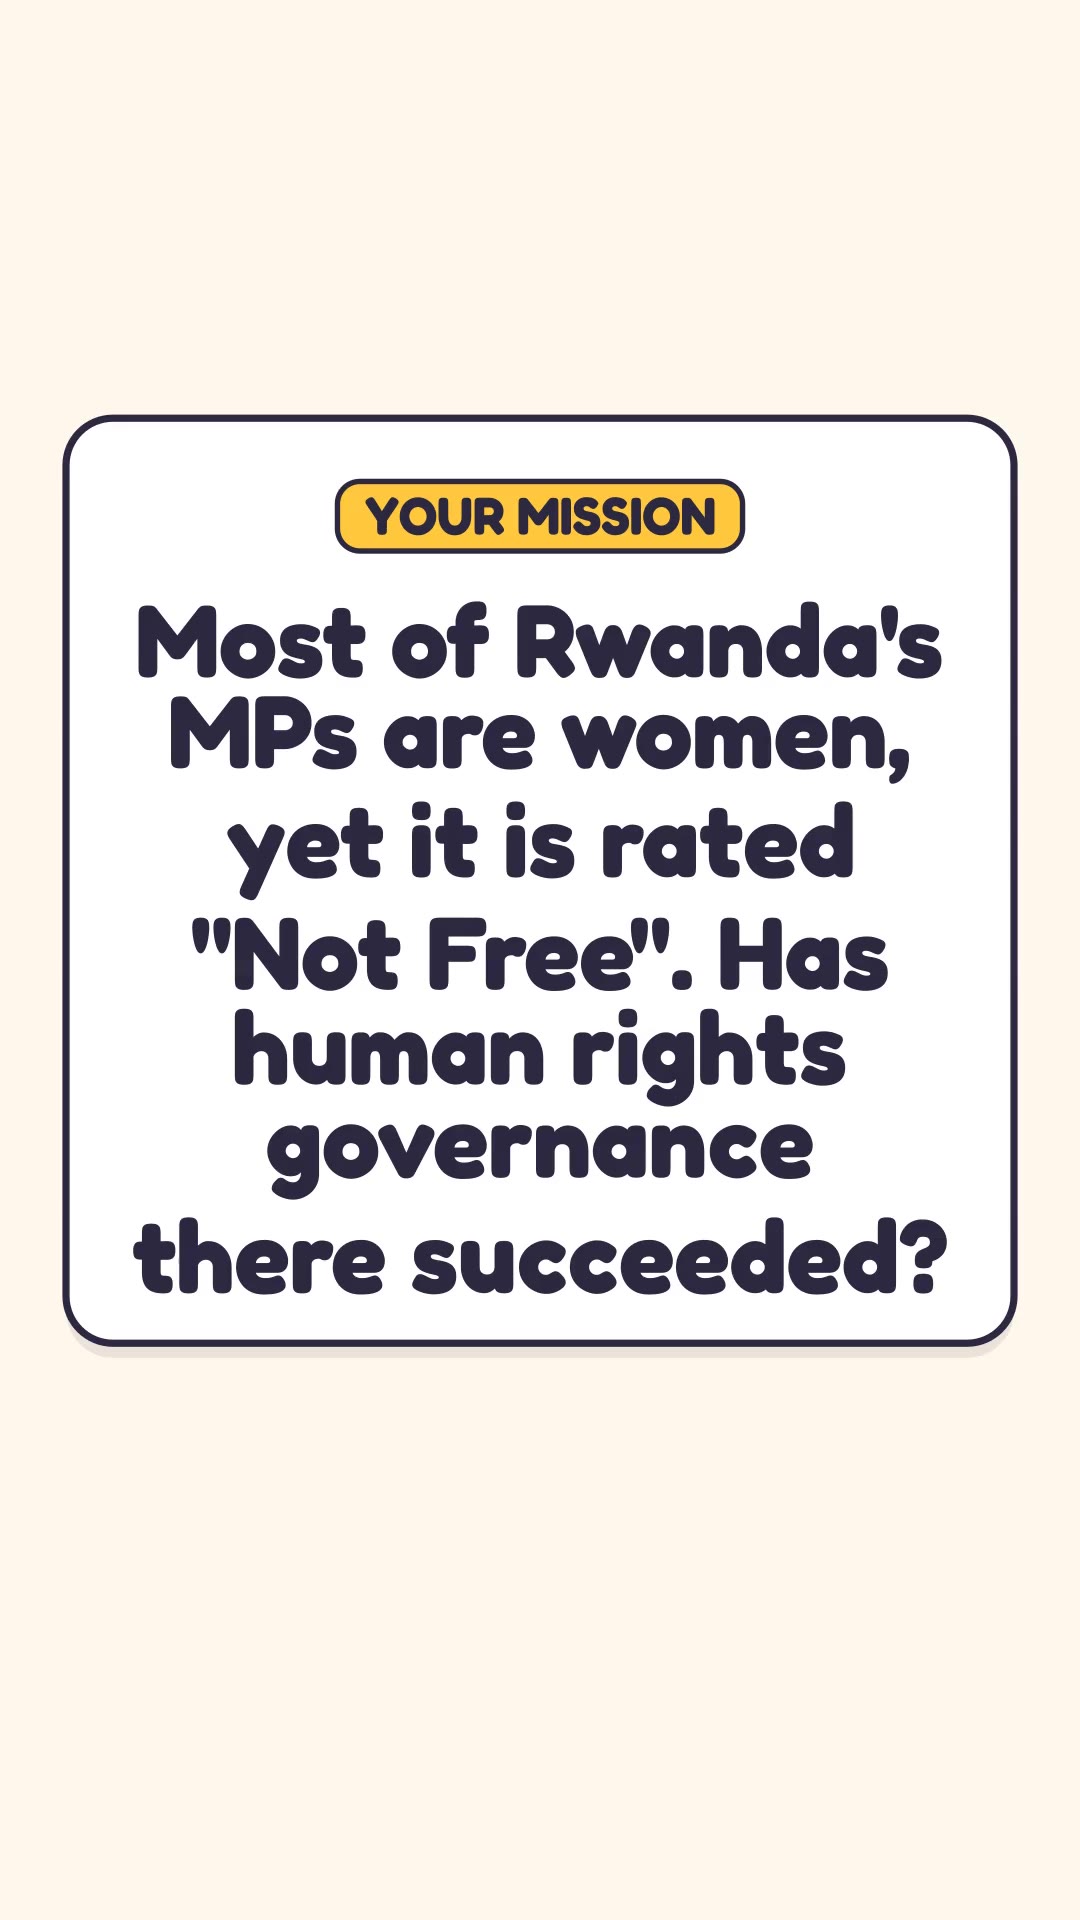 YOUR MISSION
Most of Rwanda's
MPs are women,
yet it is rated
"Not Free". Has
human rights
governance
there succeeded?